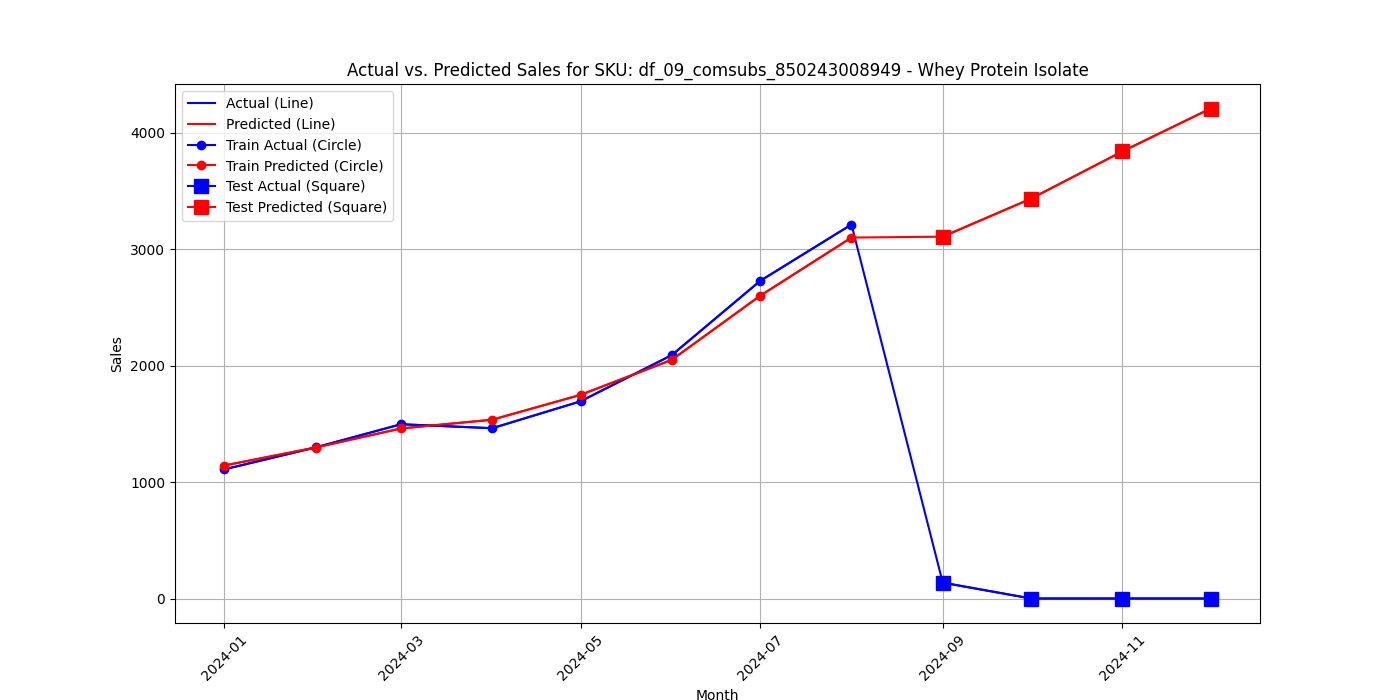 Actual vs. Predicted Sales for SKU: df_09_comsubs_850243008949 - Whey Protein Isolate
Actual (Line)
Predicted (Line)
Train Actual (Circle)
Train Predicted (Circle)
Test Actual (Square)
Test Predicted (Square)
4000
3000
2000
1000
0
Sales
2024-01
2024-03
2024-05
2024-07
2024-09
2024-11
Month